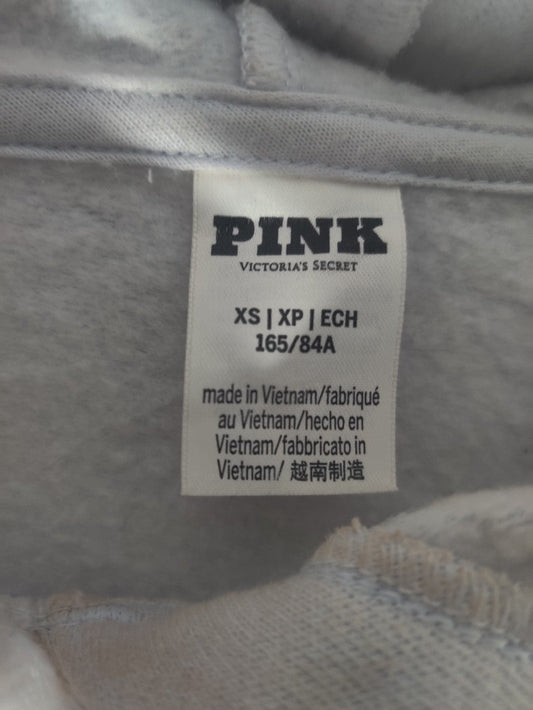 PINK
VICTORIA'S SECRET
XS | XP | ECH
165/84A
made in Vietnam/fabriqué
au Vietnam/hecho en
Vietnam/fabbricato in
Vietnam/ 越南制造